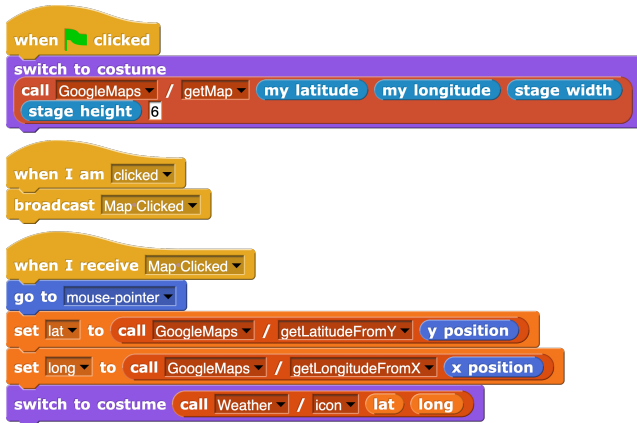 when clicked
switch to costume
call GoogleMaps / getMap my latitude my longitude stage width
stage height 6
when I am clicked
broadcast Map Clicked
when I receive Map Clicked
go to mouse-pointer
set lat to call GoogleMaps / getLatitudeFromY y position
set long to call GoogleMaps / getLongitudeFromX x position
switch to costume call Weather / icon lat long